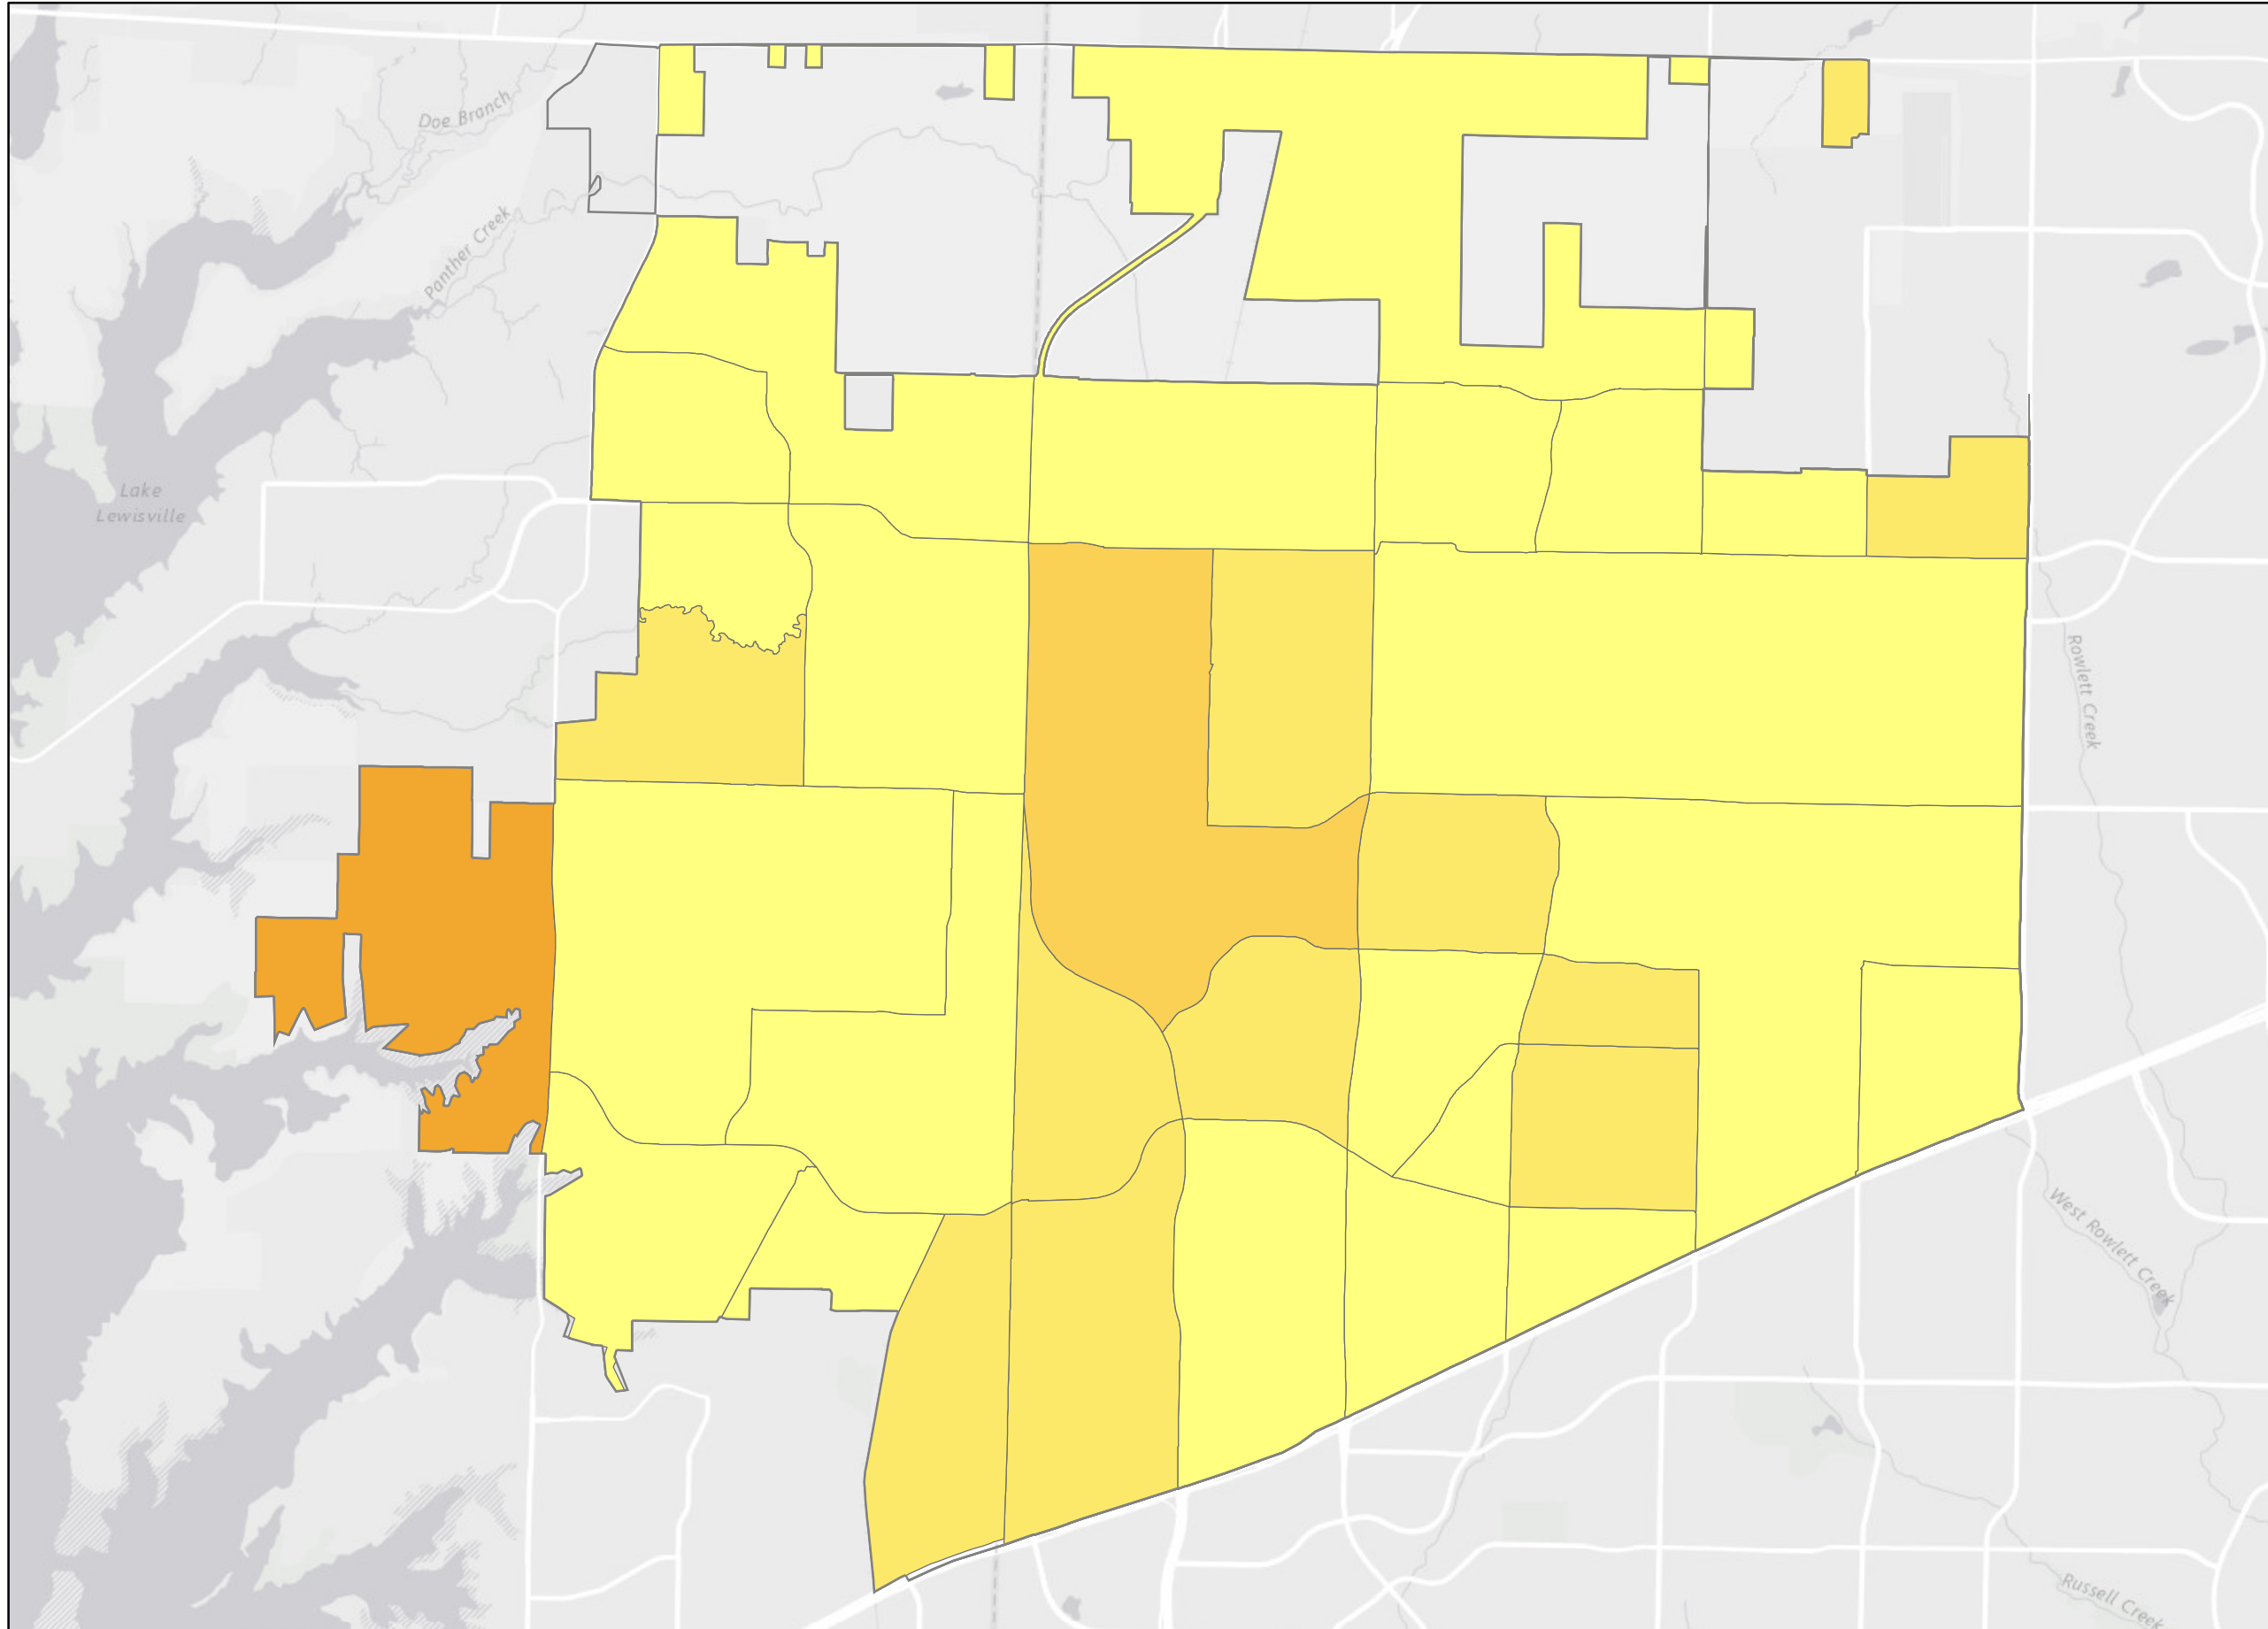 Doe Branch
Panther Creek
Lake
Lewisville
Rowlett Creek
West Rowlett Creek
Russell Creek